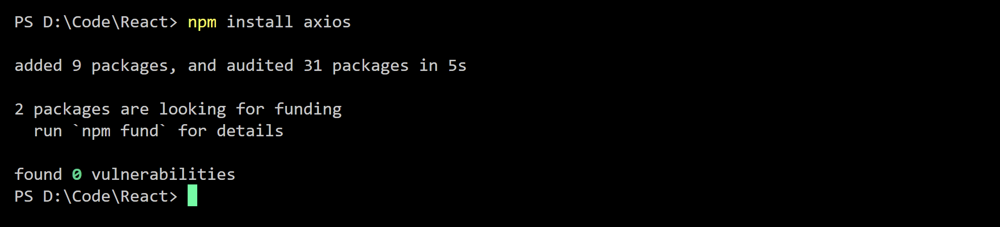 PS D:\Code\React> npm install axios
added 9 packages, and audited 31 packages in 5s
2 packages are looking for funding
  run `npm fund` for details
found 0 vulnerabilities
PS D:\Code\React>